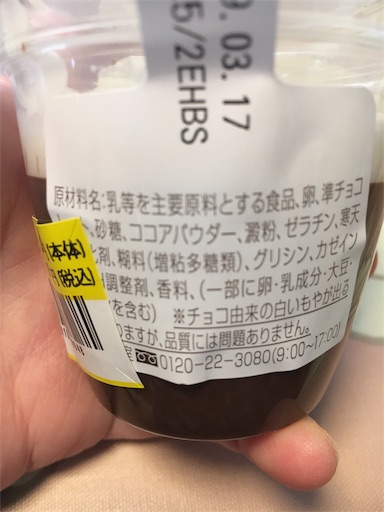 9.03.17
5/2EHBS
原材料名:乳等を主要原料とする食品、卵、準チョコ
ート、砂糖、ココアパウダー、澱粉、ゼラチン、寒天
剤、糊料(増粘多糖類)、グリシン、カゼイン
調整剤、香料、(一部に卵・乳成分・大豆・
を含む) ※チョコ由来の白いもやが出る
りますが、品質には問題ありません。
0120-22-3080(9:00~17:00)
(本体)
(税込)